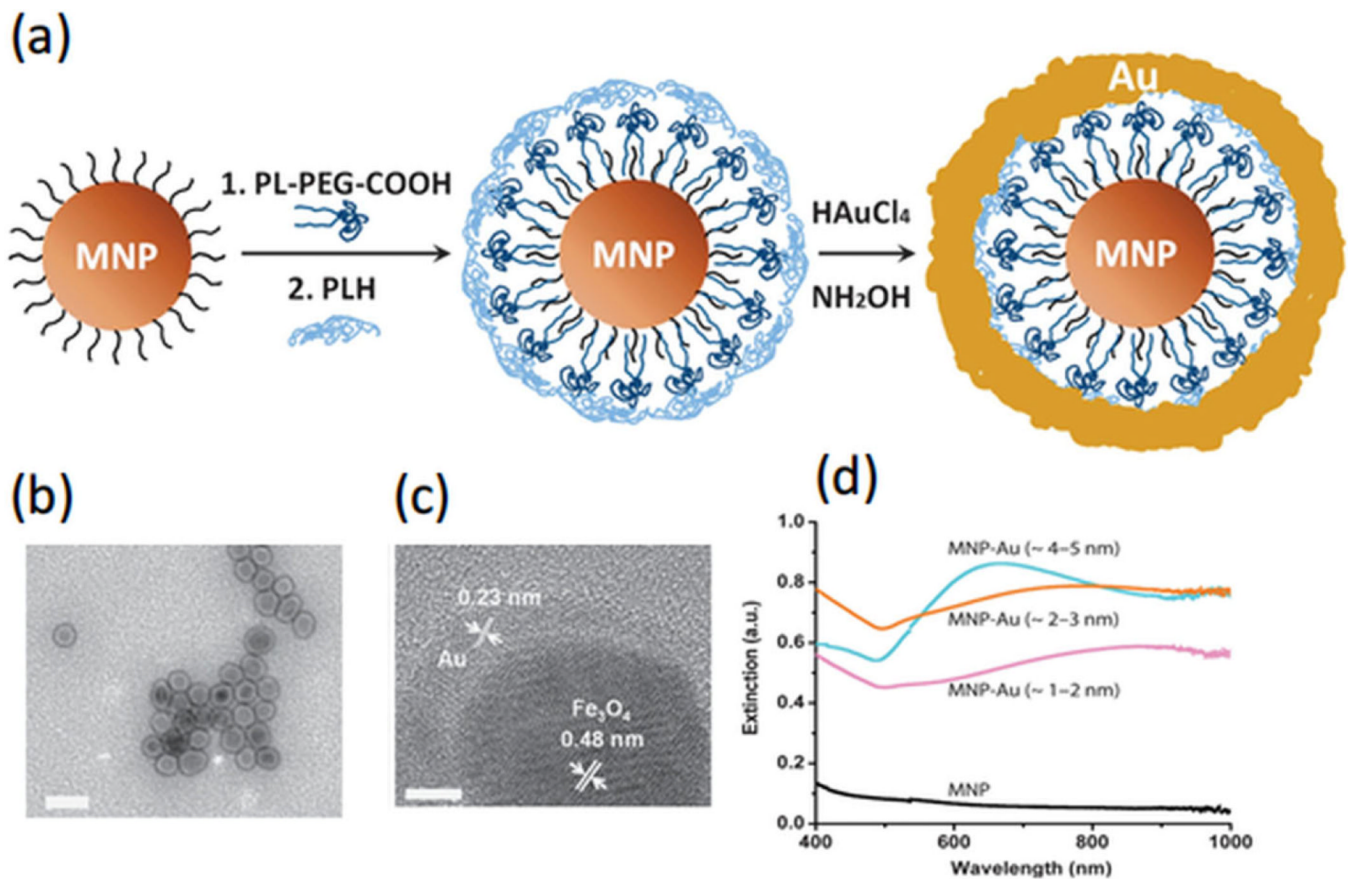 (a)
Au
1. PL-PEG-COOH
MNP
2. PLH
MNP
HAuCl₄
NH₂OH
MNP
(b)
(c)
0.23 nm
Au
Fe₃O₄
0.48 nm
(d)
1.0
0.8
0.6
0.4
0.2
0.0
Extinction (a.u.)
MNP-Au (~ 4–5 nm)
MNP-Au (~ 2–3 nm)
MNP-Au (~ 1–2 nm)
MNP
400
600
800
1000
Wavelength (nm)